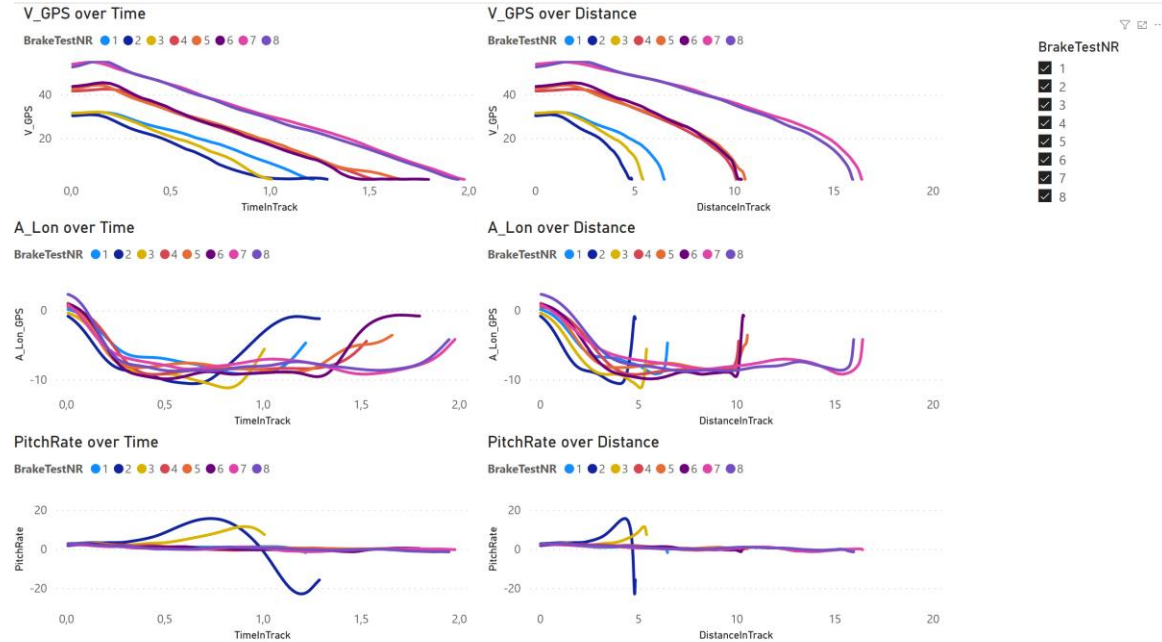 V_GPS over Time
BrakeTestNR 1 2 3 4 5 6 7 8
V_GPS
40
20
0,0 0,5 1,0 1,5 2,0
TimeInTrack
V_GPS over Distance
BrakeTestNR 1 2 3 4 5 6 7 8
V_GPS
40
20
0 5 10 15 20
DistanceInTrack
BrakeTestNR
1
2
3
4
5
6
7
8
A_Lon over Time
BrakeTestNR 1 2 3 4 5 6 7 8
A_Lon_GPS
0
-10
0,0 0,5 1,0 1,5 2,0
TimeInTrack
A_Lon over Distance
BrakeTestNR 1 2 3 4 5 6 7 8
A_Lon_GPS
0
-10
0 5 10 15 20
DistanceInTrack
PitchRate over Time
BrakeTestNR 1 2 3 4 5 6 7 8
PitchRate
20
0
-20
0,0 0,5 1,0 1,5 2,0
TimeInTrack
PitchRate over Distance
BrakeTestNR 1 2 3 4 5 6 7 8
PitchRate
20
0
-20
0 5 10 15 20
DistanceInTrack